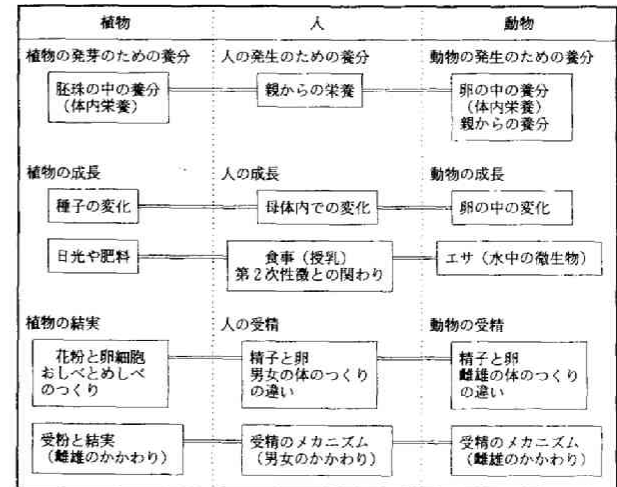 植物 人 動物
植物の発芽のための養分 人の発生のための養分 動物の発生のための養分
胚珠の中の養分
(体内栄養)
親からの栄養
卵の中の養分
(体内栄養)
親からの養分
植物の成長 人の成長 動物の成長
種子の変化 母体内での変化 卵の中の変化
日光や肥料
食事(授乳)
第2次性徴との関わり
エサ(水中の微生物)
植物の結実 人の受精 動物の受精
花粉と卵細胞
おしべとめしべ
のつくり
精子と卵
男女の体のつくり
の違い
精子と卵
雌雄の体のつくり
の違い
受粉と結実
(雌雄のかかわり)
受精のメカニズム
(男女のかかわり)
受精のメカニズム
(雌雄のかかわり)